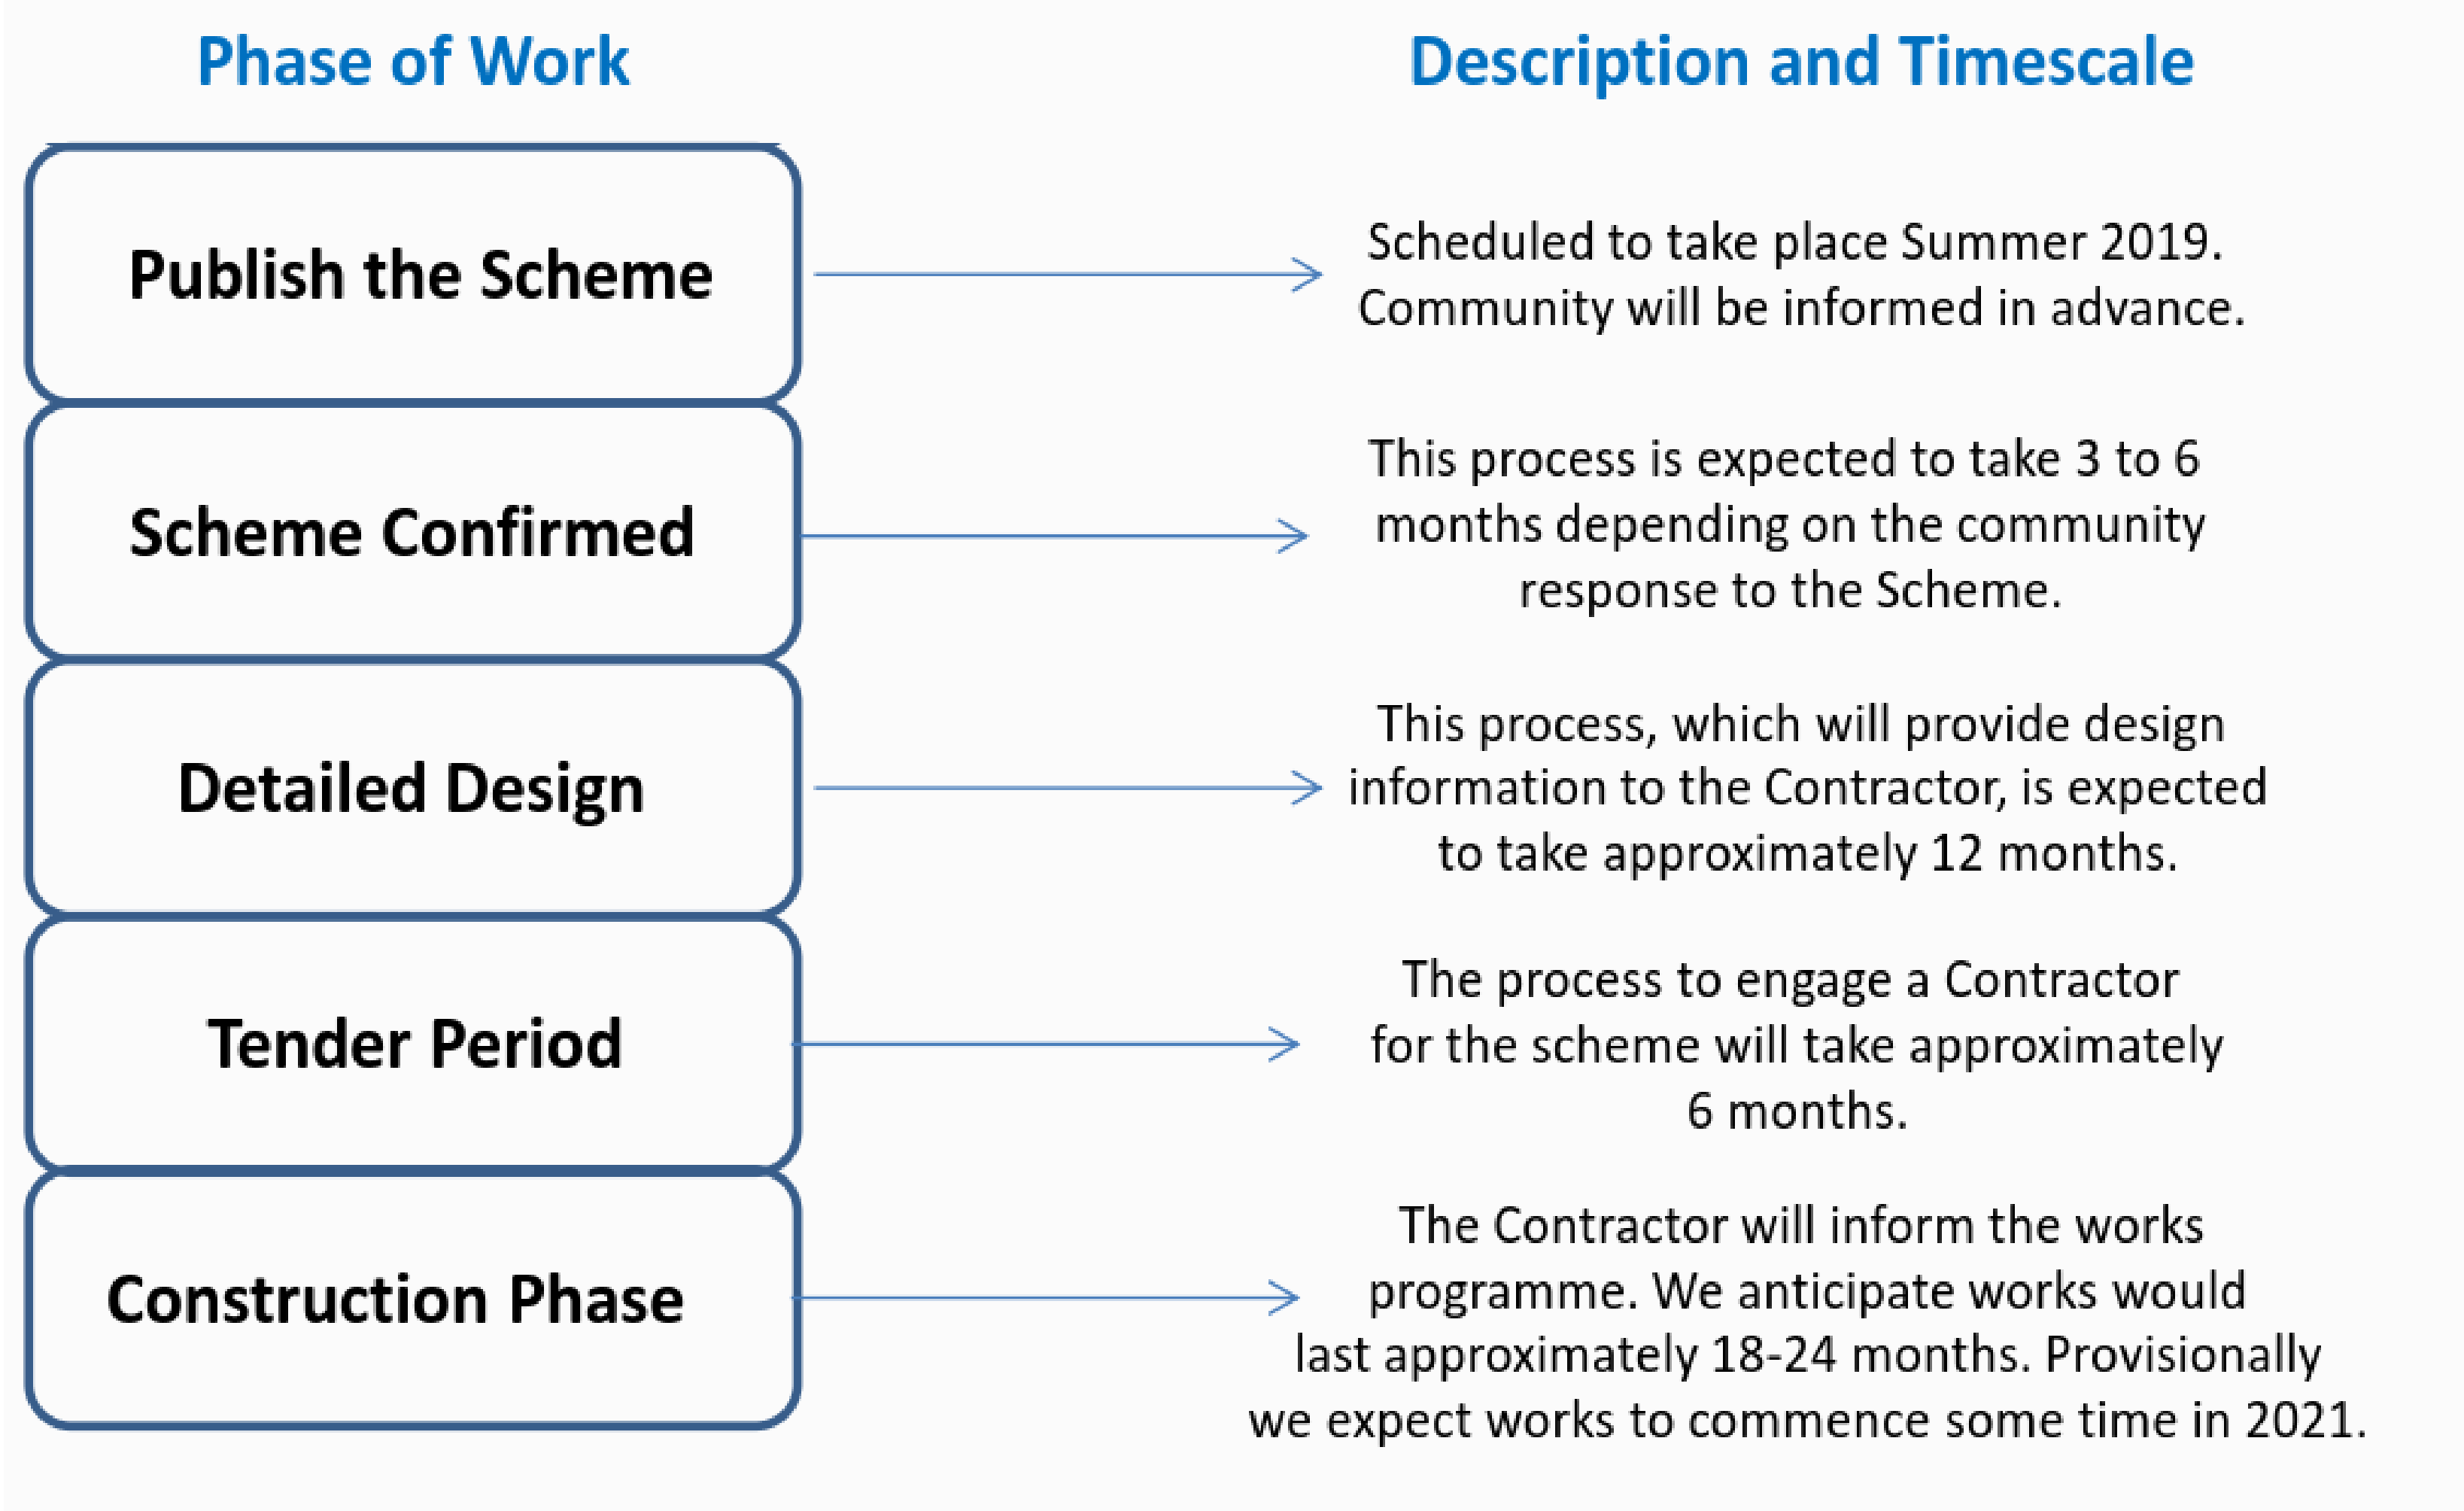 Phase of Work
Description and Timescale
Publish the Scheme
Scheduled to take place Summer 2019.
Community will be informed in advance.
Scheme Confirmed
This process is expected to take 3 to 6
months depending on the community
response to the Scheme.
Detailed Design
This process, which will provide design
information to the Contractor, is expected
to take approximately 12 months.
Tender Period
The process to engage a Contractor
for the scheme will take approximately
6 months.
Construction Phase
The Contractor will inform the works
programme. We anticipate works would
last approximately 18-24 months. Provisionally
we expect works to commence some time in 2021.